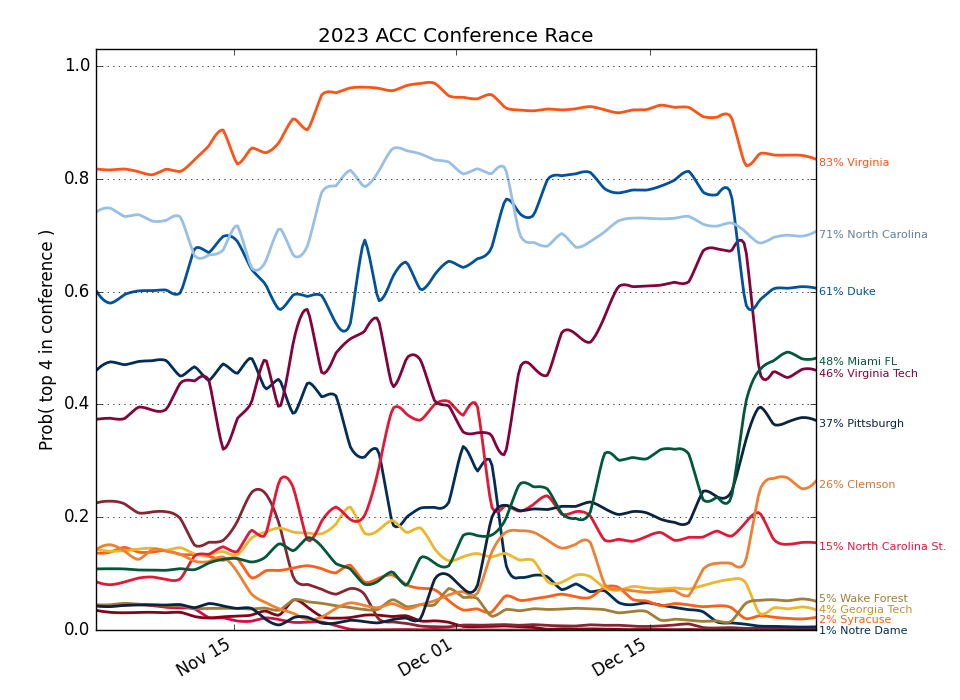 2023 ACC Conference Race
Prob( top 4 in conference )
1.0
0.8
0.6
0.4
0.2
0.0
Nov 15
Dec 01
Dec 15
83% Virginia
71% North Carolina
61% Duke
48% Miami FL
46% Virginia Tech
37% Pittsburgh
26% Clemson
15% North Carolina St.
5% Wake Forest
4% Georgia Tech
2% Syracuse
1% Notre Dame